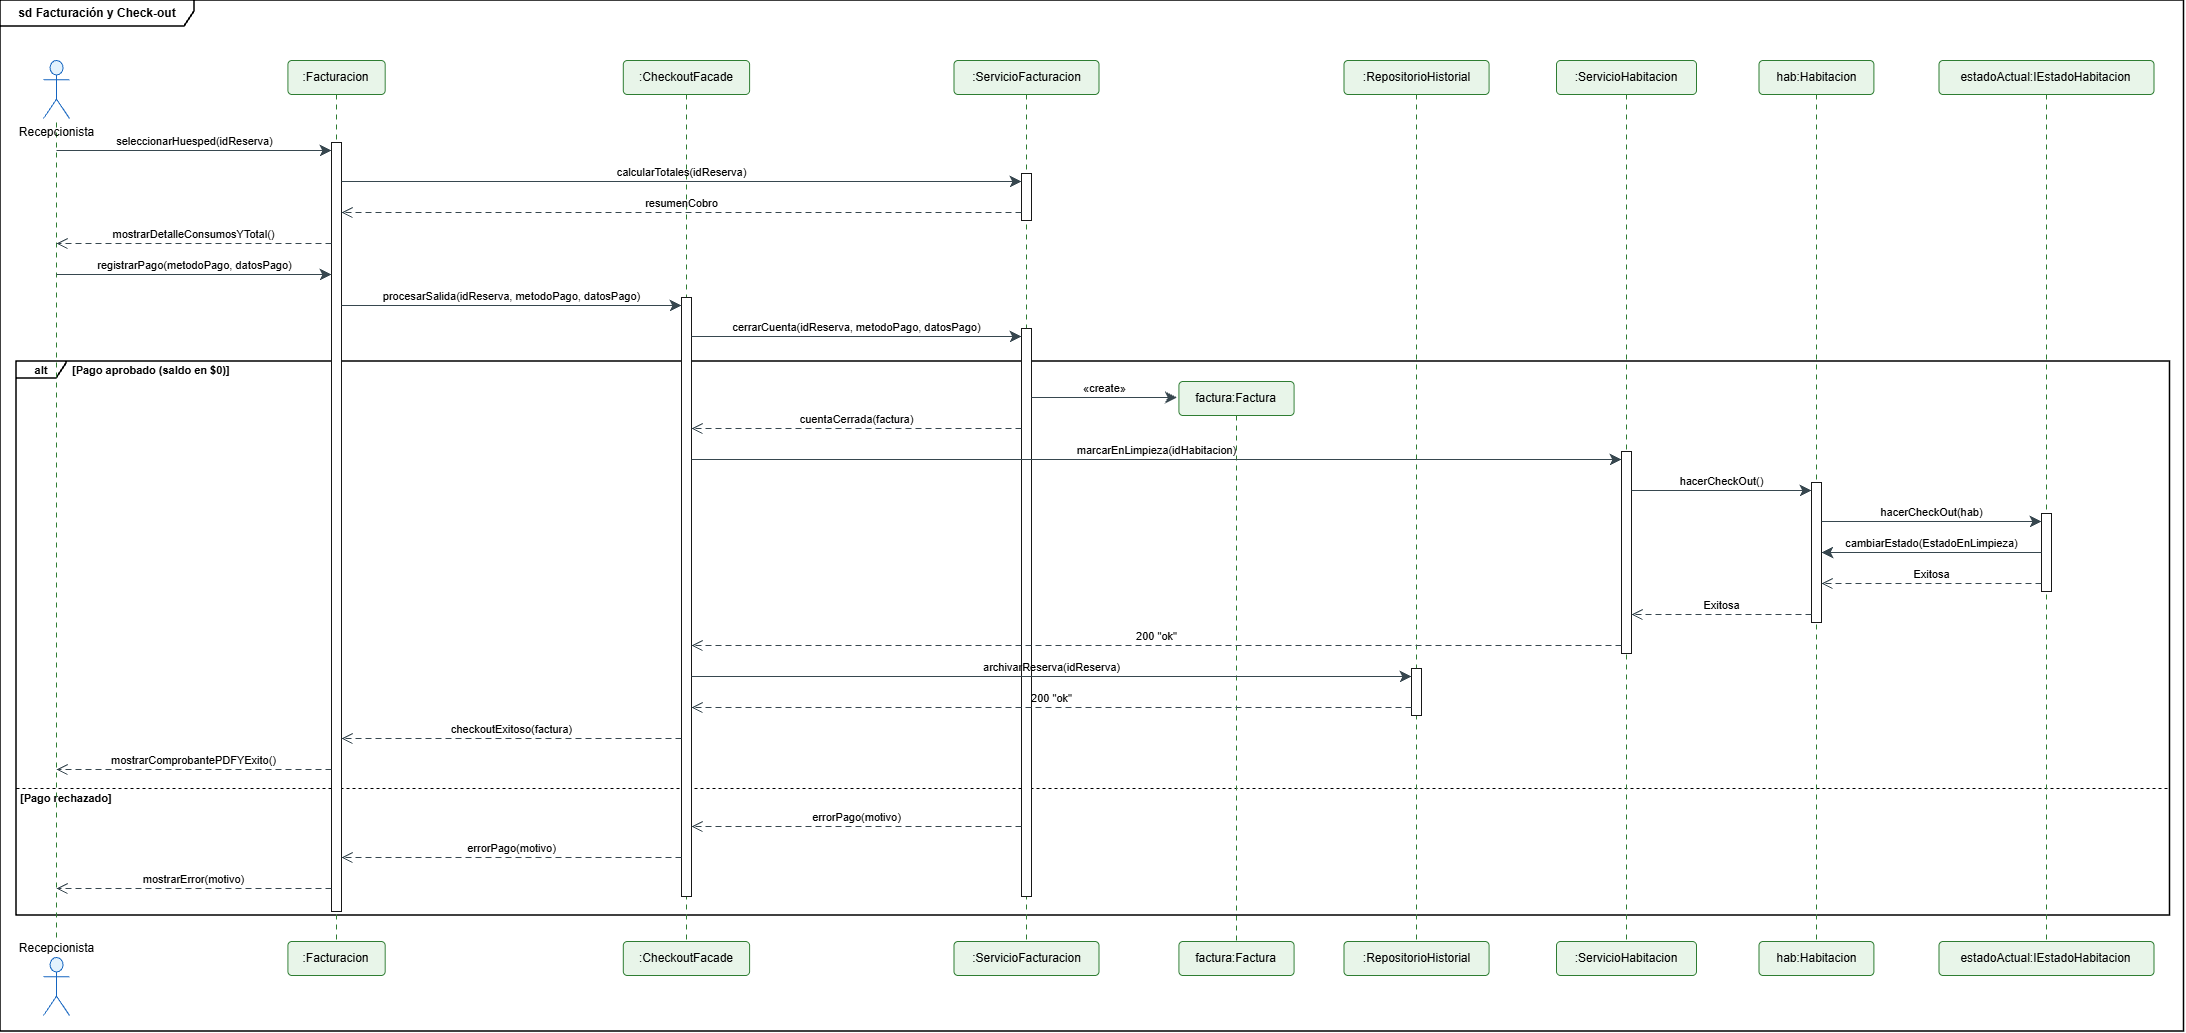 sd Facturación y Check-out
Recepcionista
:Facturacion
:CheckoutFacade
:ServicioFacturacion
:RepositorioHistorial
:ServicioHabitacion
hab:Habitacion
estadoActual:IEstadoHabitacion
seleccionarHuesped(idReserva)
calcularTotales(idReserva)
resumenCobro
mostrarDetalleConsumosYTotal()
registrarPago(metodoPago, datosPago)
procesarSalida(idReserva, metodoPago, datosPago)
cerrarCuenta(idReserva, metodoPago, datosPago)
alt
[Pago aprobado (saldo en $0)]
«create»
factura:Factura
cuentaCerrada(factura)
marcarEnLimpieza(idHabitacion)
hacerCheckOut()
hacerCheckOut(hab)
cambiarEstado(EstadoEnLimpieza)
Exitosa
Exitosa
200 "ok"
archivarReserva(idReserva)
200 "ok"
checkoutExitoso(factura)
mostrarComprobantePDFYExito()
[Pago rechazado]
errorPago(motivo)
errorPago(motivo)
mostrarError(motivo)
Recepcionista
:Facturacion
:CheckoutFacade
:ServicioFacturacion
factura:Factura
:RepositorioHistorial
:ServicioHabitacion
hab:Habitacion
estadoActual:IEstadoHabitacion